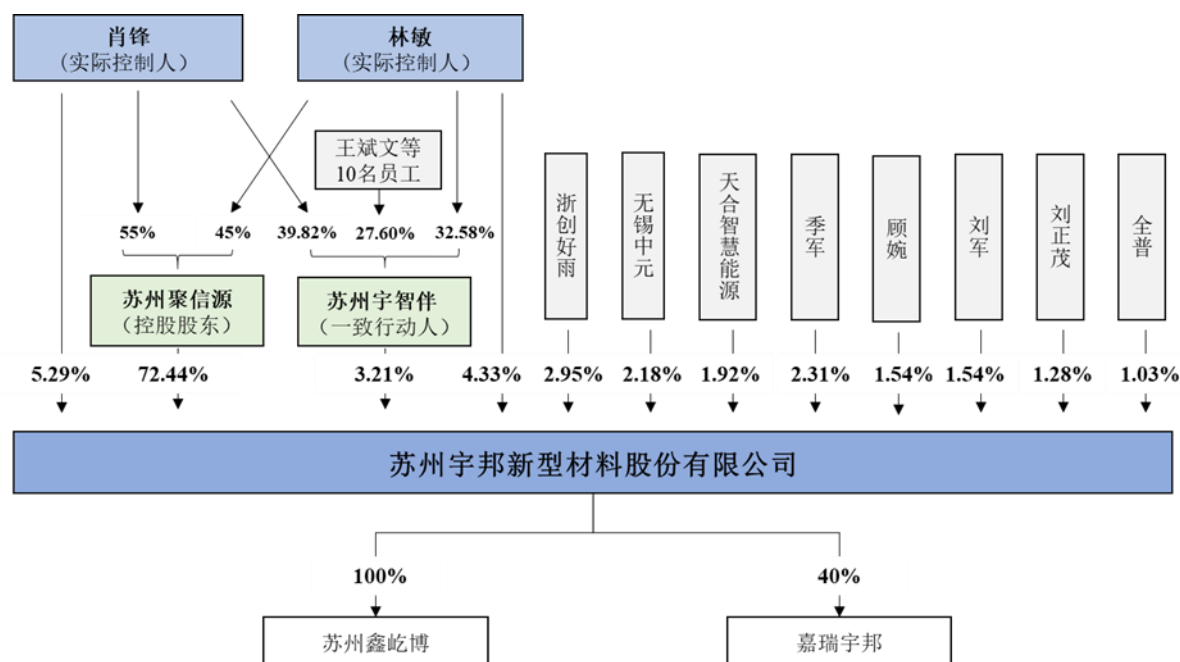 肖锋
（实际控制人）
林敏
（实际控制人）
王斌文等
10名员工
55%
45%
39.82%
27.60%
32.58%
苏州聚信源
（控股股东）
苏州宇智伴
（一致行动人）
浙创好雨
无锡中元
天合智慧能源
季军
顾婉
刘军
刘正茂
全普
5.29%
72.44%
3.21%
4.33%
2.95%
2.18%
1.92%
2.31%
1.54%
1.54%
1.28%
1.03%
苏州宇邦新型材料股份有限公司
100%
40%
苏州鑫屹博
嘉瑞宇邦